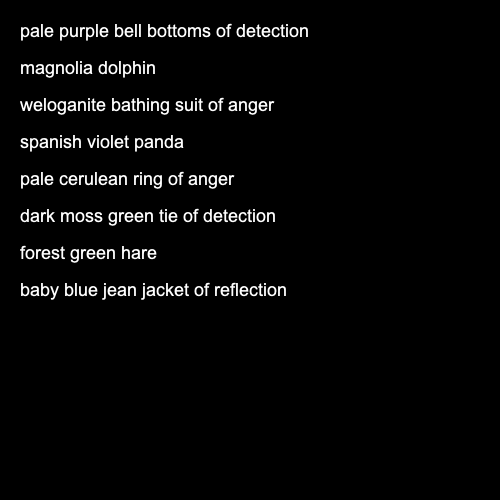 pale purple bell bottoms of detection
magnolia dolphin
weloganite bathing suit of anger
spanish violet panda
pale cerulean ring of anger
dark moss green tie of detection
forest green hare
baby blue jean jacket of reflection